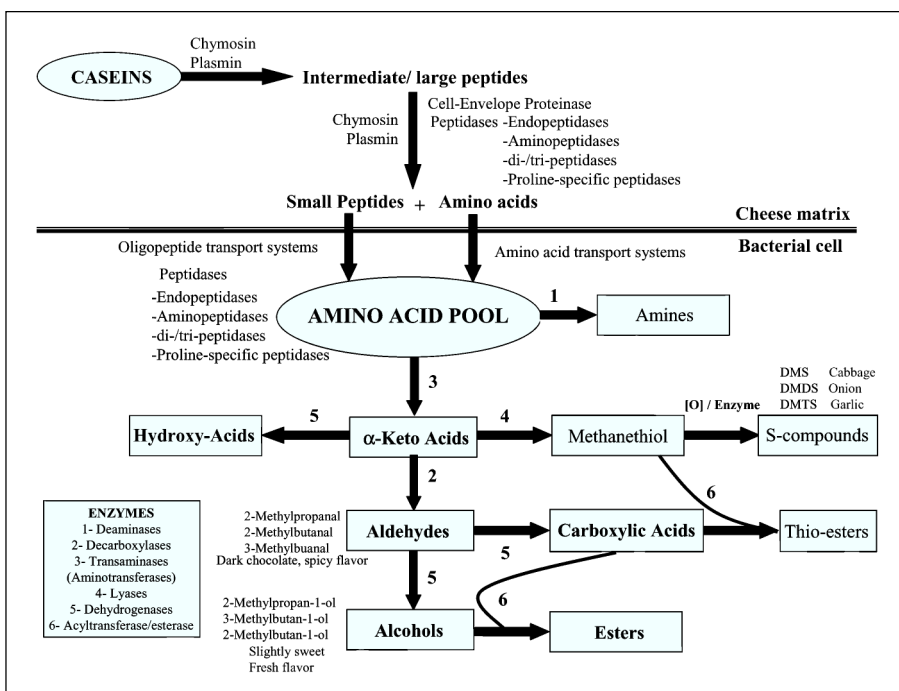 Chymosin
Plasmin
CASEINS
Intermediate/ large peptides
Chymosin
Plasmin
Cell-Envelope Proteinase
Peptidases -Endopeptidases
-Aminopeptidases
-di-/tri-peptidases
-Proline-specific peptidases
Small Peptides + Amino acids
Cheese matrix
Bacterial cell
Oligopeptide transport systems
Amino acid transport systems
Peptidases
-Endopeptidases
-Aminopeptidases
-di-/tri-peptidases
-Proline-specific peptidases
AMINO ACID POOL
1
Amines
3
DMS Cabbage
DMDS Onion
DMTS Garlic
[O] / Enzyme
Hydroxy-Acids
5
α-Keto Acids
4
Methanethiol
S-compounds
2
6
ENZYMES
1- Deaminases
2- Decarboxylases
3- Transaminases
(Aminotransferases)
4- Lyases
5- Dehydrogenases
6- Acyltransferase/esterase
2-Methylpropanal
2-Methylbutanal
3-Methylbuanal
Dark chocolate, spicy flavor
Aldehydes
5
Carboxylic Acids
Thio-esters
5
6
2-Methylpropan-1-ol
3-Methylbutan-1-ol
2-Methylbutan-1-ol
Slightly sweet
Fresh flavor
Alcohols
Esters